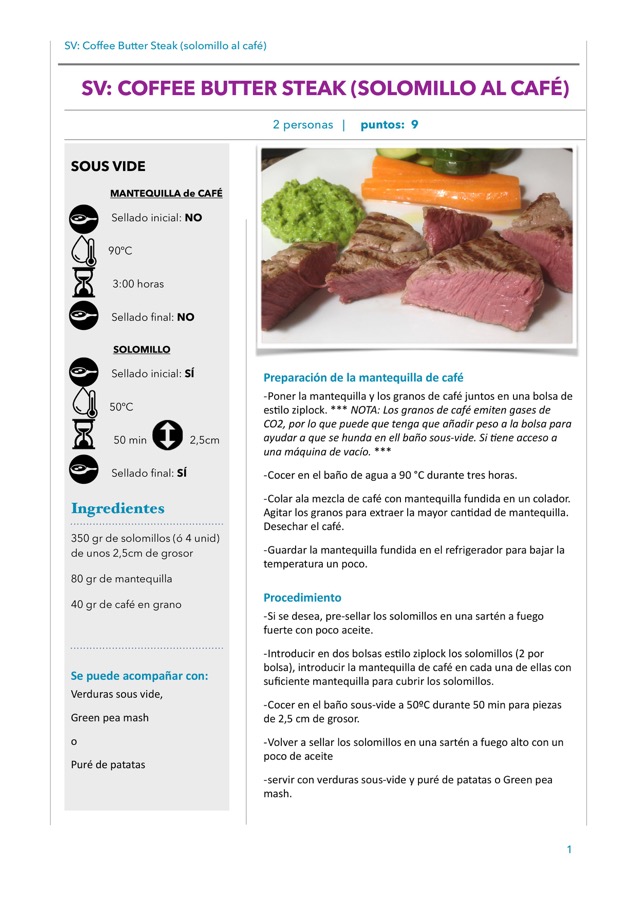 SV: Coffee Butter Steak (solomillo al café)
SV: COFFEE BUTTER STEAK (SOLOMILLO AL CAFÉ)
2 personas | puntos: 9
SOUS VIDE
MANTEQUILLA de CAFÉ
Sellado inicial: NO
90ºC
3:00 horas
Sellado final: NO
SOLOMILLO
Sellado inicial: SÍ
50ºC
50 min 2,5cm
Sellado final: SÍ
Ingredientes
350 gr de solomillos (ó 4 unid)
de unos 2,5cm de grosor
80 gr de mantequilla
40 gr de café en grano
Se puede acompañar con:
Verduras sous vide,
Green pea mash
o
Puré de patatas
Preparación de la mantequilla de café
-Poner la mantequilla y los granos de café juntos en una bolsa de
estilo ziplock. *** NOTA: Los granos de café emiten gases de
CO2, por lo que puede que tenga que añadir peso a la bolsa para
ayudar a que se hunda en ell baño sous-vide. Si tiene acceso a
una máquina de vacío. ***
-Cocer en el baño de agua a 90 °C durante tres horas.
-Colar ala mezcla de café con mantequilla fundida en un colador.
Agitar los granos para extraer la mayor cantidad de mantequilla.
Desechar el café.
-Guardar la mantequilla fundida en el refrigerador para bajar la
temperatura un poco.
Procedimiento
-Si se desea, pre-sellar los solomillos en una sartén a fuego
fuerte con poco aceite.
-Introducir en dos bolsas estilo ziplock los solomillos (2 por
bolsa), introducir la mantequilla de café en cada una de ellas con
suficiente mantequilla para cubrir los solomillos.
-Cocer en el baño sous-vide a 50ºC durante 50 min para piezas
de 2,5 cm de grosor.
-Volver a sellar los solomillos en una sartén a fuego alto con un
poco de aceite
-servir con verduras sous-vide y puré de patatas o Green pea
mash.
1